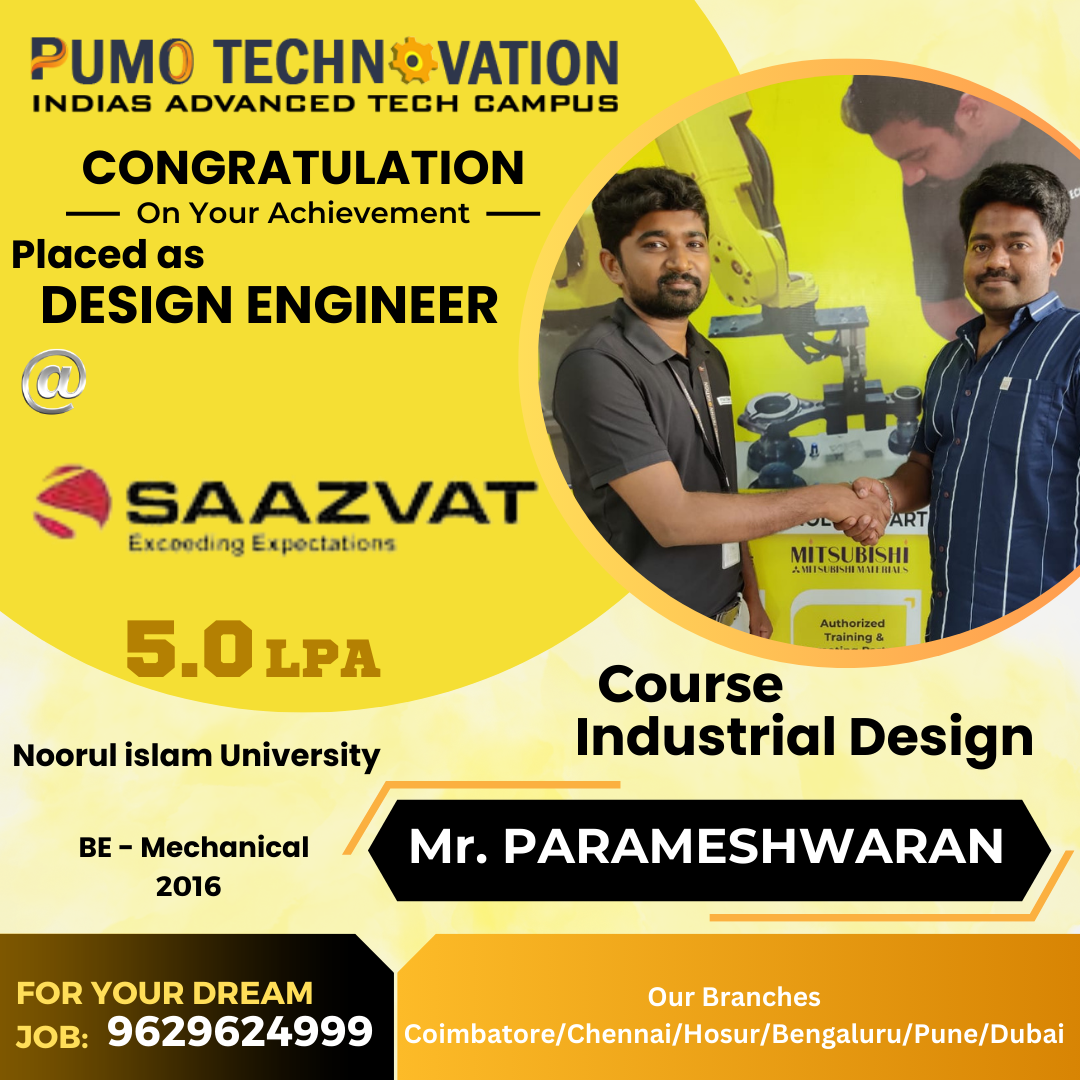 PUMO TECHNOVATION
INDIAS ADVANCED TECH CAMPUS
CONGRATULATION
On Your Achievement
Placed as
DESIGN ENGINEER
@
SAAZVAT
Exceeding Expectations
5.0 LPA
MITSUBISHI
MITSUBISHI MATERIALS
Authorized
Training &
Course
Industrial Design
Noorul islam University
BE - Mechanical
2016
Mr. PARAMESHWARAN
FOR YOUR DREAM
JOB: 9629624999
Our Branches
Coimbatore/Chennai/Hosur/Bengaluru/Pune/Dubai